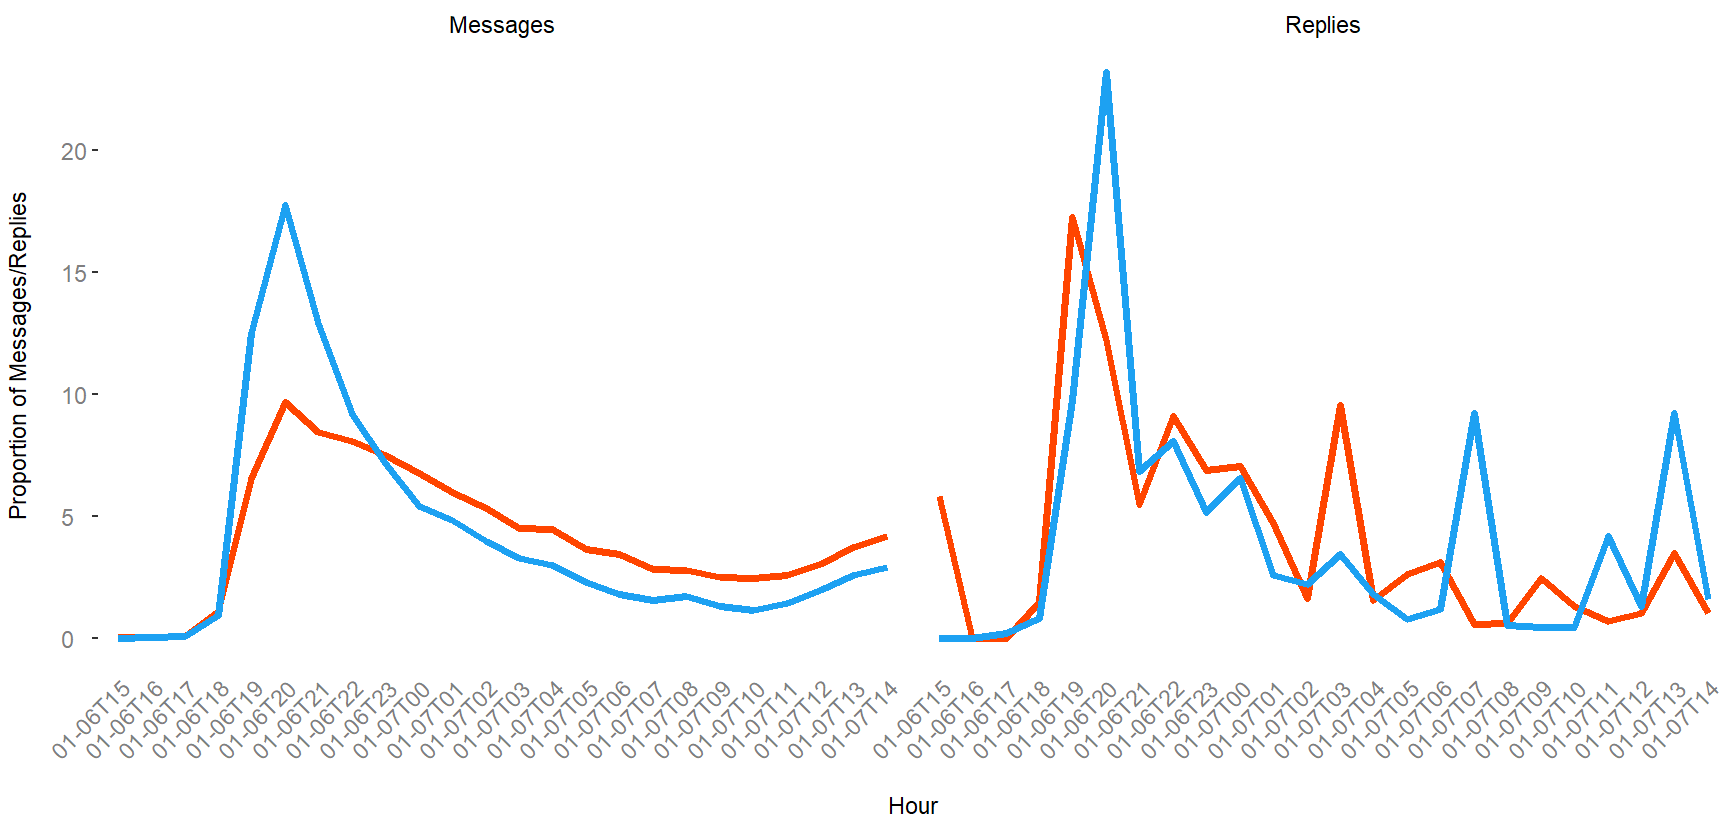 Messages
Replies
Proportion of Messages/Replies
20
15
10
5
0
01-06T15
01-06T16
01-06T17
01-06T18
01-06T19
01-06T20
01-06T21
01-06T22
01-06T23
01-07T00
01-07T01
01-07T02
01-07T03
01-07T04
01-07T05
01-07T06
01-07T07
01-07T08
01-07T09
01-07T10
01-07T11
01-07T12
01-07T13
01-07T14
01-06T15
01-06T16
01-06T17
01-06T18
01-06T19
01-06T20
01-06T21
01-06T22
01-06T23
01-07T00
01-07T01
01-07T02
01-07T03
01-07T04
01-07T05
01-07T06
01-07T07
01-07T08
01-07T09
01-07T10
01-07T11
01-07T12
01-07T13
01-07T14
Hour